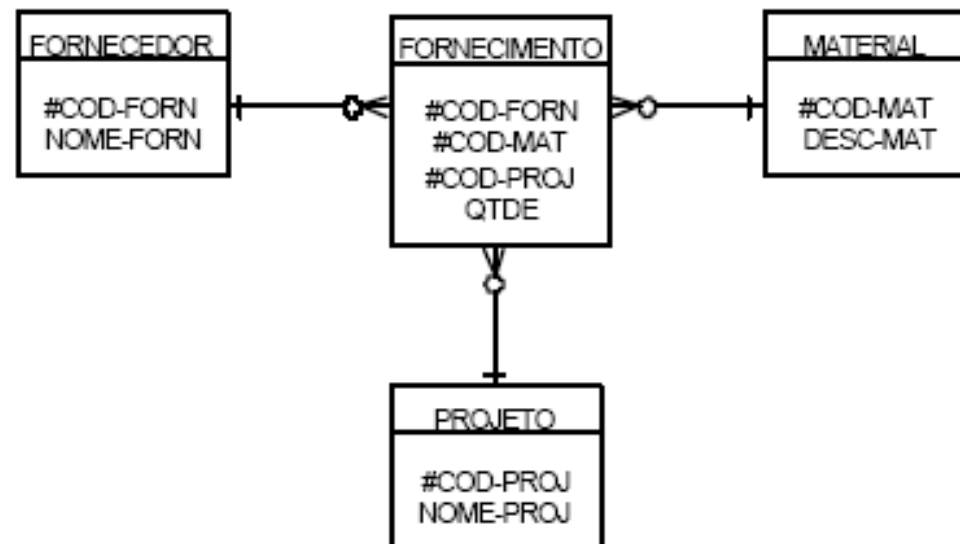 FORNECEDOR
#COD-FORN
NOME-FORN
FORNECIMENTO
#COD-FORN
#COD-MAT
#COD-PROJ
QTDE
MATERIAL
#COD-MAT
DESC-MAT
PROJETO
#COD-PROJ
NOME-PROJ